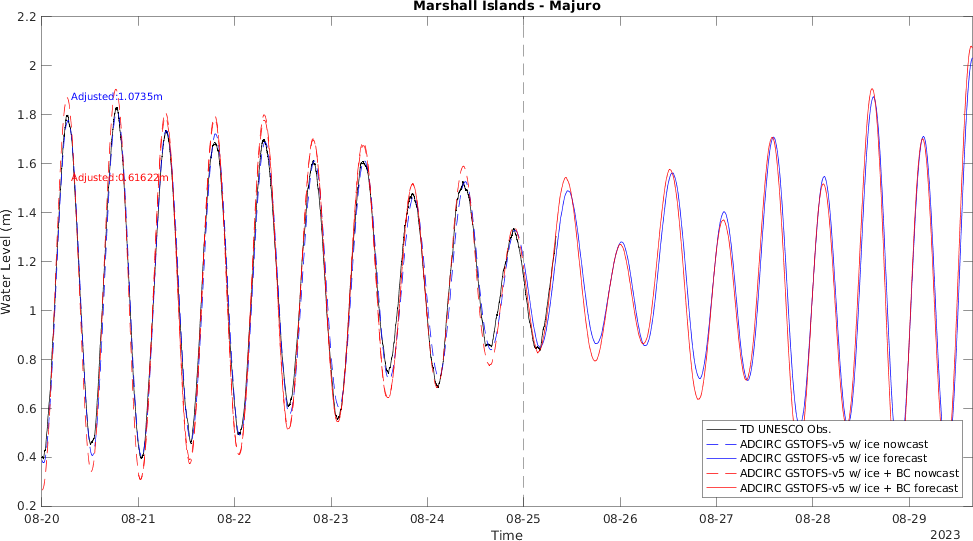 Marshall Islands - Majuro
2.2
2
1.8
1.6
1.4
1.2
1
0.8
0.6
0.4
0.2
Water Level (m)
Adjusted:1.0735m
Adjusted:0.61622m
TD UNESCO Obs.
ADCIRC GSTOFS-v5 w/ ice nowcast
ADCIRC GSTOFS-v5 w/ ice forecast
ADCIRC GSTOFS-v5 w/ ice + BC nowcast
ADCIRC GSTOFS-v5 w/ ice + BC forecast
08-20 08-21 08-22 08-23 08-24 08-25 08-26 08-27 08-28 08-29
Time
2023